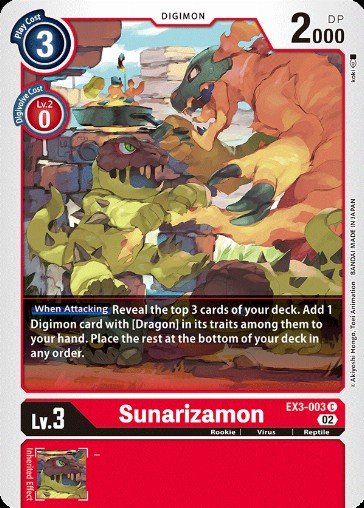 Play Cost
3
DIGIMON
2000
DP
Digivolve Cost
Lv.2
0
When Attacking Reveal the top 3 cards of your deck. Add 1
Digimon card with [Dragon] in its traits among them to
your hand. Place the rest at the bottom of your deck in
any order.
© Akiyoshi Hongo, Toei Animation BANDAI MADE IN JAPAN
Lv.3
Sunarizamon
EX3-003 C
02
Rookie | Virus | Reptile
Inherited Effect
-